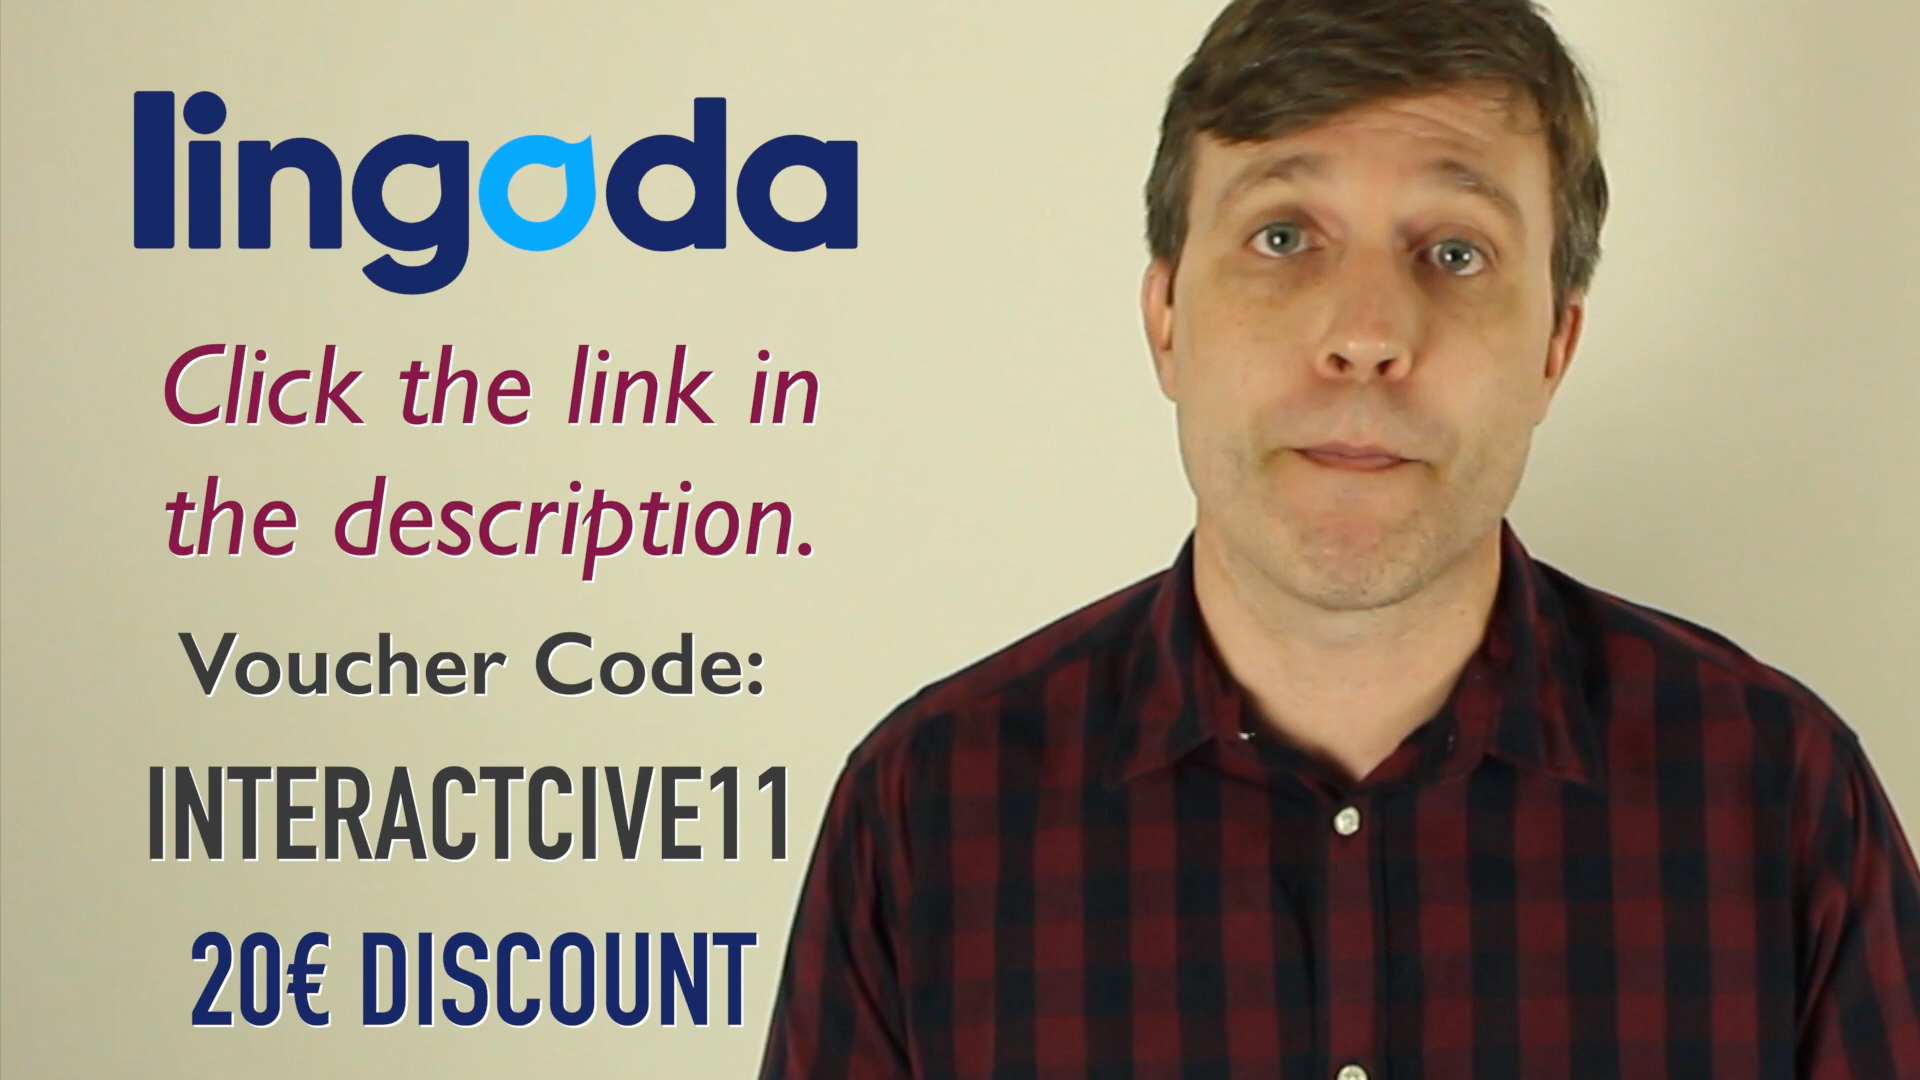 lingoda
Click the link in
the description.
Voucher Code:
INTERACTCIVE11
20€ DISCOUNT